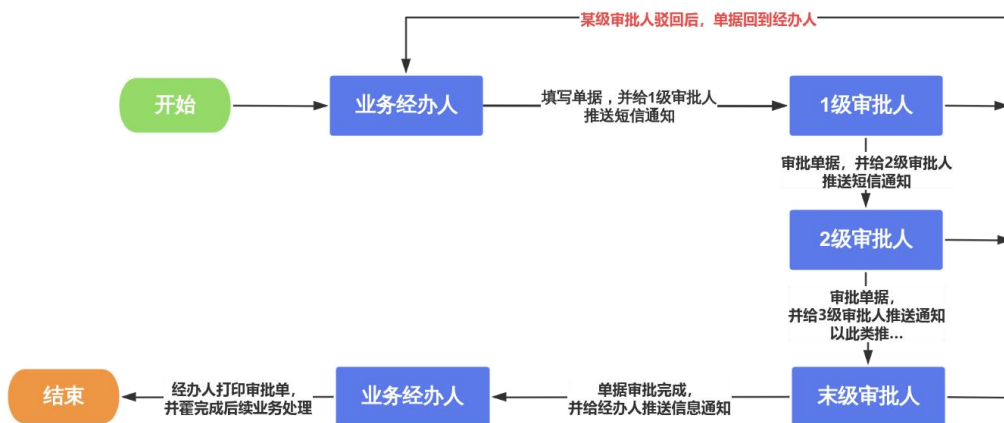 某级审批人驳回后，单据回到经办人
开始
业务经办人
填写单据，并给1级审批人
推送短信通知
1级审批人
审批单据，并给2级审批人
推送短信通知
2级审批人
审批单据，
并给3级审批人推送通知
以此类推...
结束
经办人打印审批单，
并霍完成后续业务处理
业务经办人
单据审批完成，
并给经办人推送信息通知
末级审批人